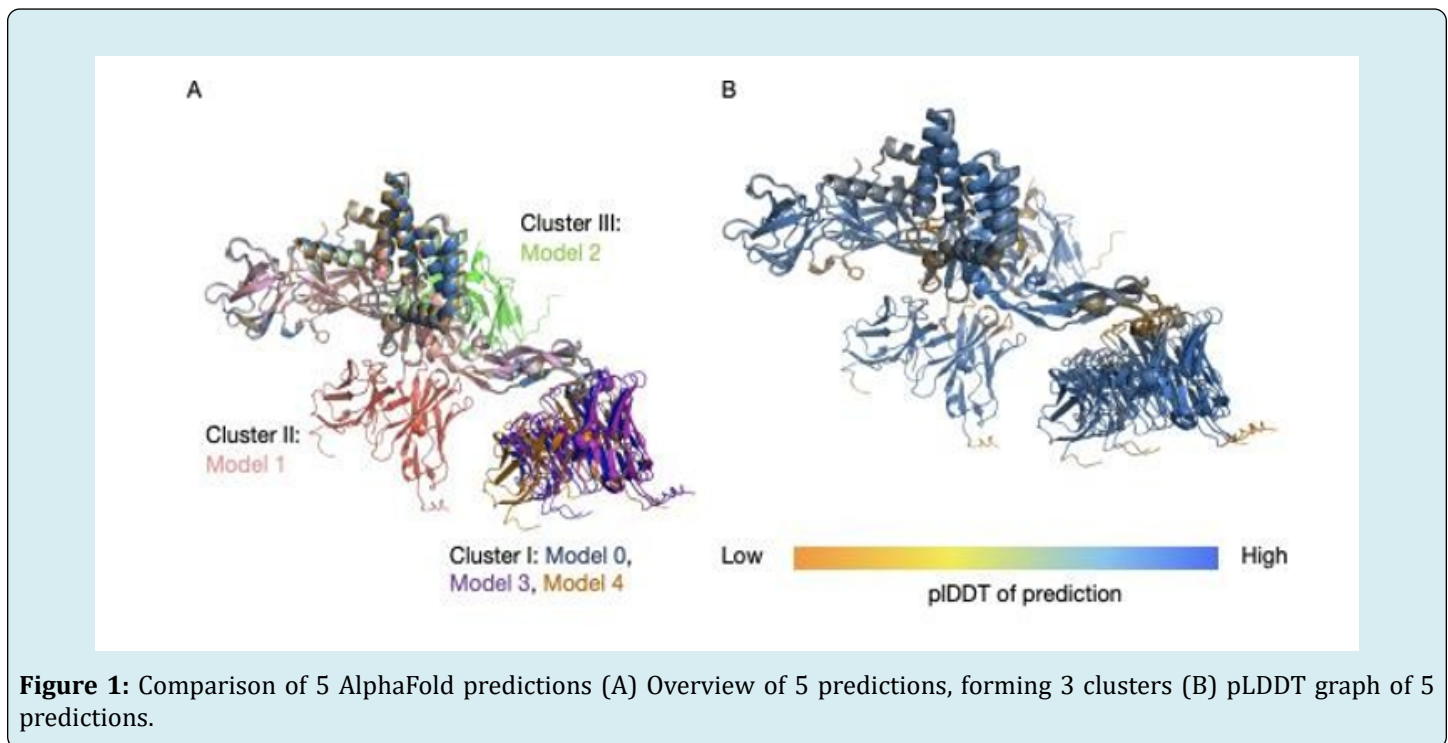 A
B
Cluster III:
Model 2
Cluster II:
Model 1
Cluster I: Model 0,
Model 3, Model 4
Low
High
plDDT of prediction
Figure 1: Comparison of 5 AlphaFold predictions (A) Overview of 5 predictions, forming 3 clusters (B) pLDDT graph of 5
predictions.